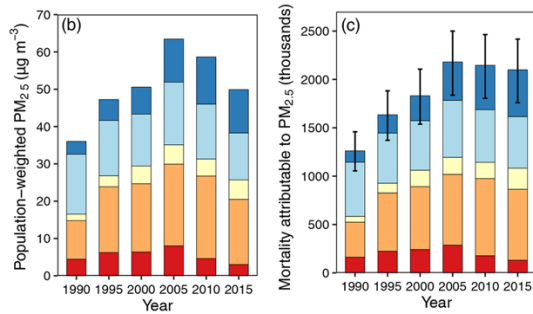 (b)
Population−weighted PM2.5 (μg m−3)
70
60
50
40
30
20
10
0
1990 1995 2000 2005 2010 2015
Year
(c)
Mortality attributable to PM2.5 (thousands)
2500
2000
1500
1000
500
0
1990 1995 2000 2005 2010 2015
Year